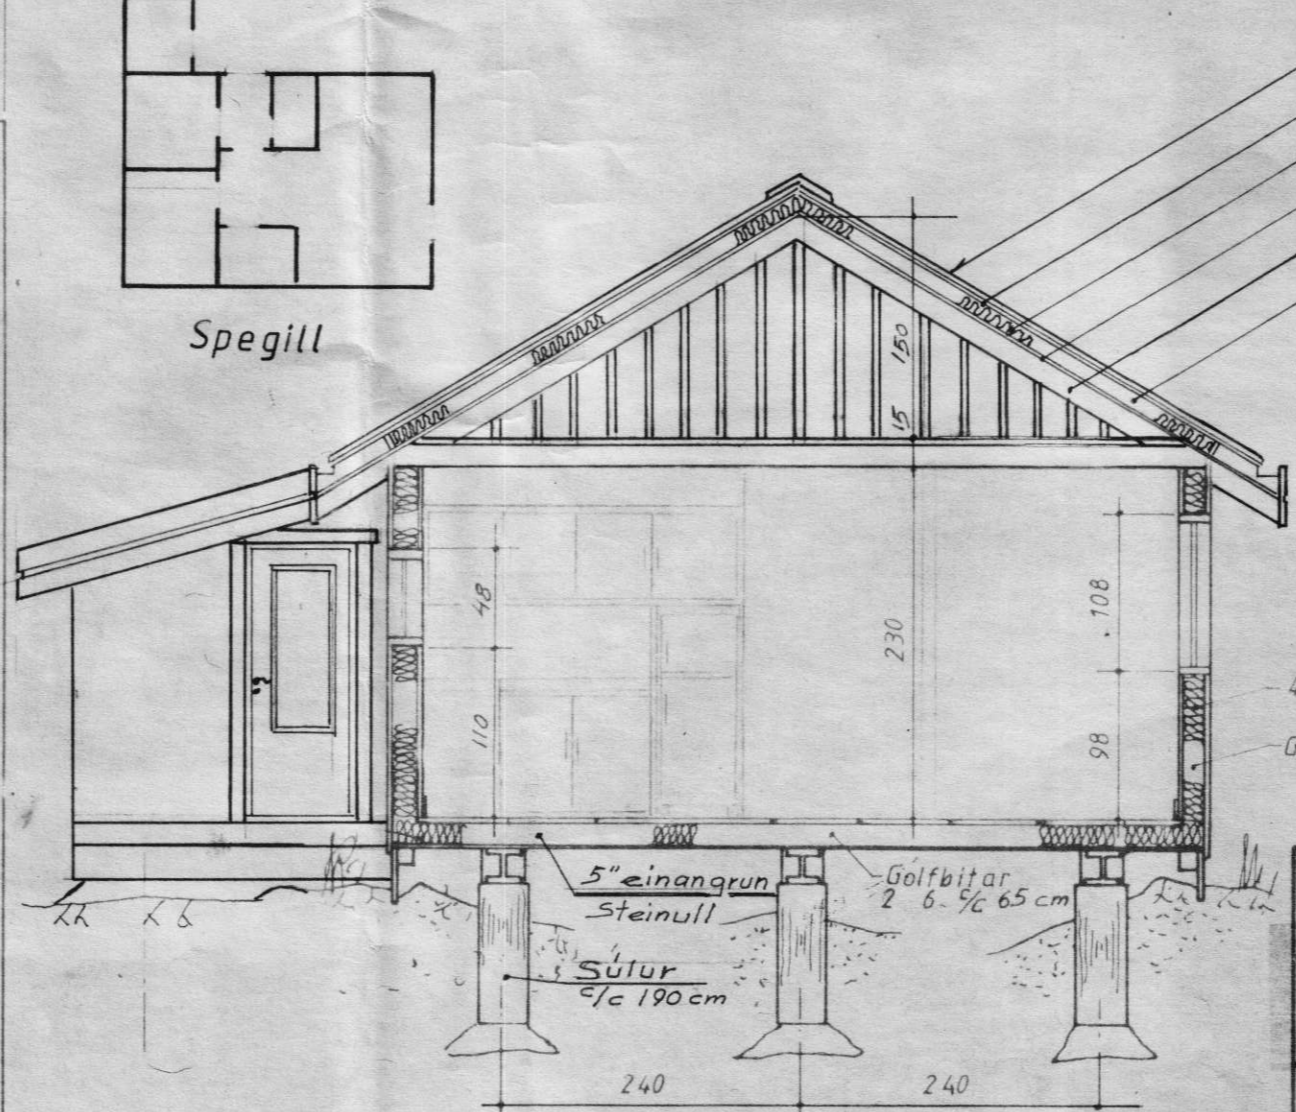 Spegill
150
15
48
230
108
110
98
5" einangrun
Steinull
Gólfbitar
2 6 - c/c 65 cm
Súlur
c/c 190 cm
240
240